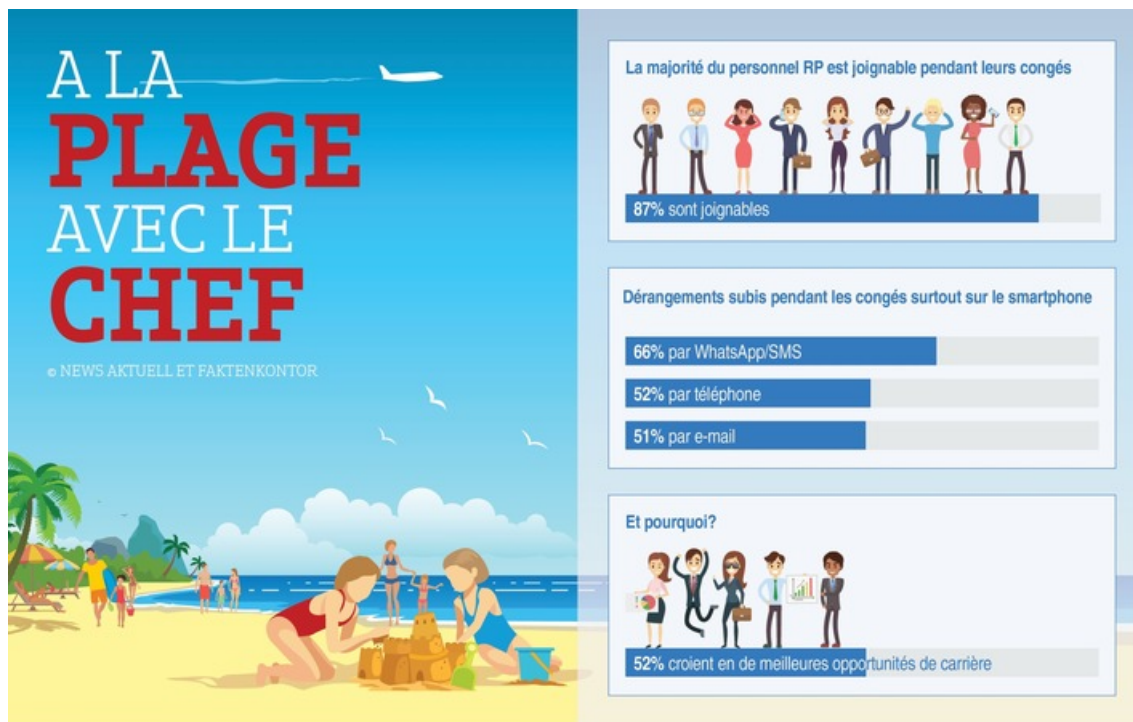 A LA
PLAGE
AVEC LE
CHEF
© NEWS AKTUELL ET FAKTENKONTOR
La majorité du personnel RP est joignable pendant leurs congés
87% sont joignables
Dérangements subis pendant les congés surtout sur le smartphone
66% par WhatsApp/SMS
52% par téléphone
51% par e-mail
Et pourquoi?
52% croient en de meilleures opportunités de carrière